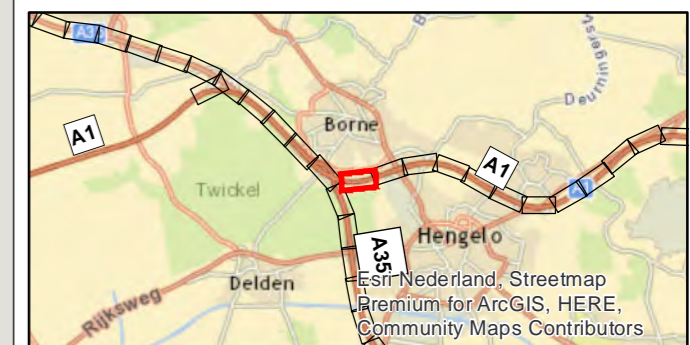 A35
B
Deurningerst
A1
Borne
A1
Twickel
A1
Hengelo
A35
Delden
Rijksweg
Esri Nederland, Streetmap
Premium for ArcGIS, HERE,
Community Maps Contributors